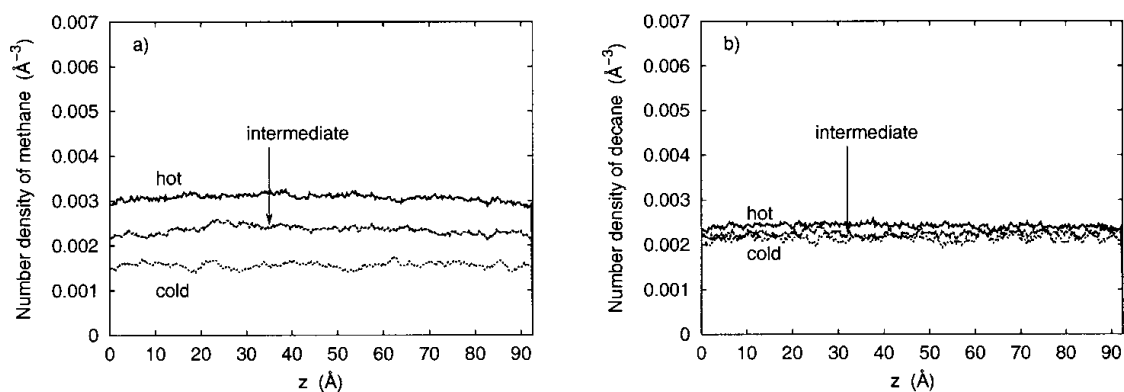 Number density of methane (Å⁻³)
0.007
0.006
0.005
0.004
0.003
0.002
0.001
0
a)
intermediate
hot
cold
0 10 20 30 40 50 60 70 80 90
z (Å)
Number density of decane (Å⁻³)
0.007
0.006
0.005
0.004
0.003
0.002
0.001
0
b)
intermediate
hot
cold
0 10 20 30 40 50 60 70 80 90
z (Å)